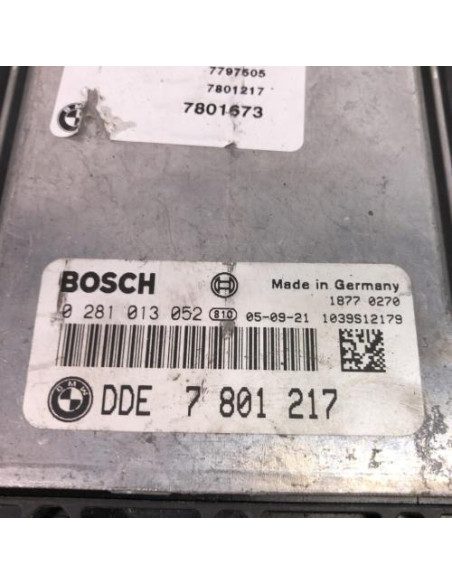 7797505
7801217
7801673
BOSCH
Made in Germany
1877 0270
0 281 013 052 810 05-09-21 1039S12179
BMW
DDE 7 801 217